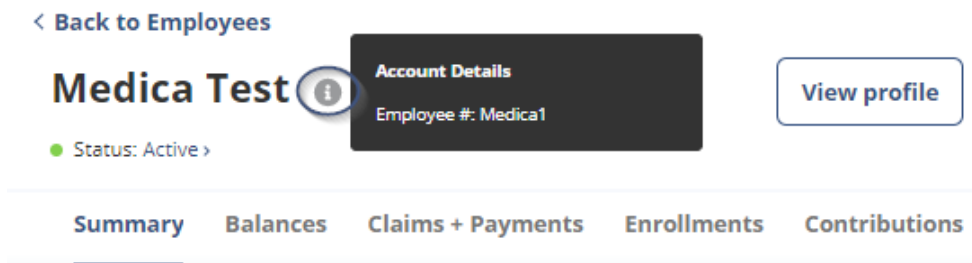 < Back to Employees
Medica Test
Account Details
Employee #: Medica1
View profile
Status: Active ›
Summary Balances Claims + Payments Enrollments Contributions